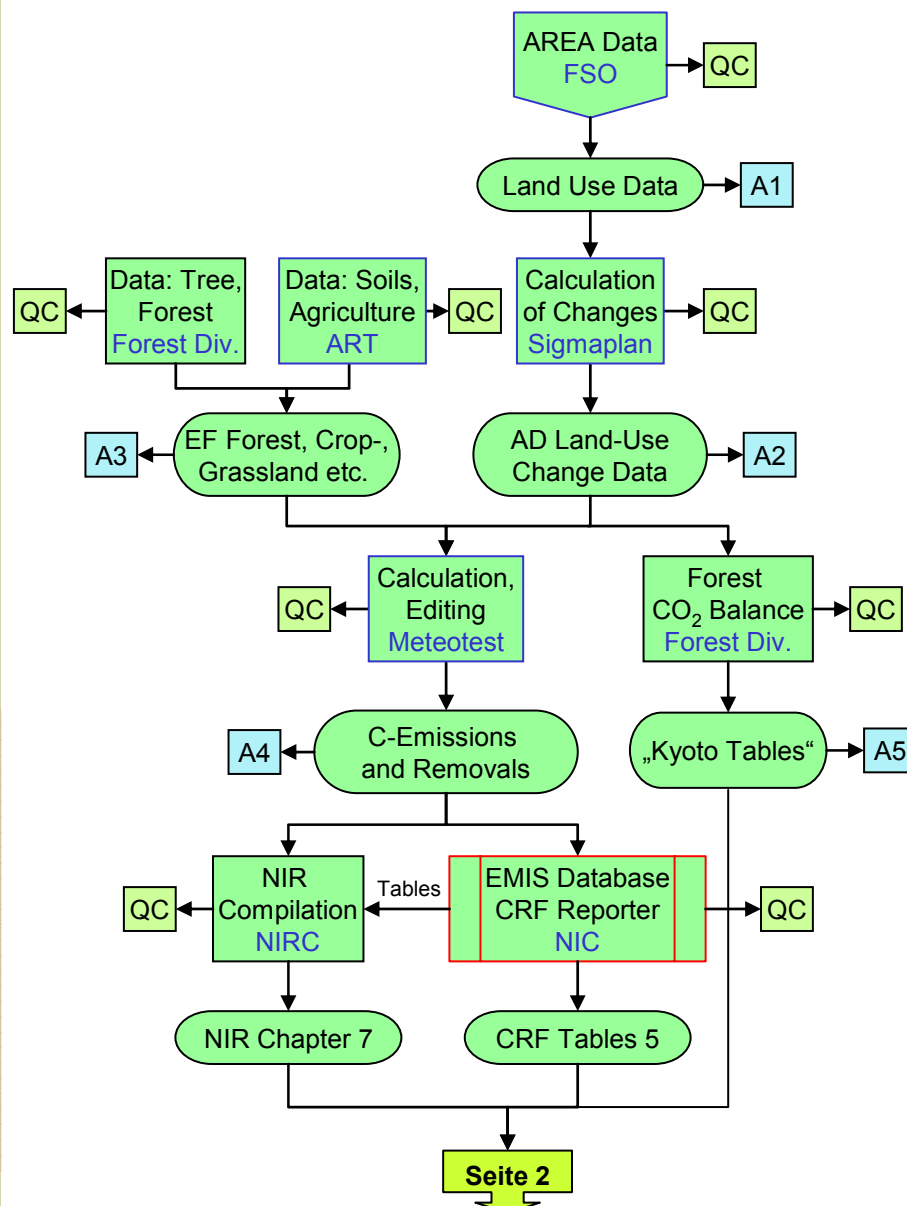 AREA Data
FSO
QC
Land Use Data
A1
QC
Data: Tree,
Forest
Forest Div.
Data: Soils,
Agriculture
ART
QC
Calculation
of Changes
Sigmaplan
QC
A3
EF Forest, Crop-,
Grassland etc.
AD Land-Use
Change Data
A2
QC
Calculation,
Editing
Meteotest
Forest
CO₂ Balance
Forest Div.
QC
A4
C-Emissions
and Removals
„Kyoto Tables“
A5
QC
NIR
Compilation
NIRC
Tables
EMIS Database
CRF Reporter
NIC
QC
NIR Chapter 7
CRF Tables 5
Seite 2